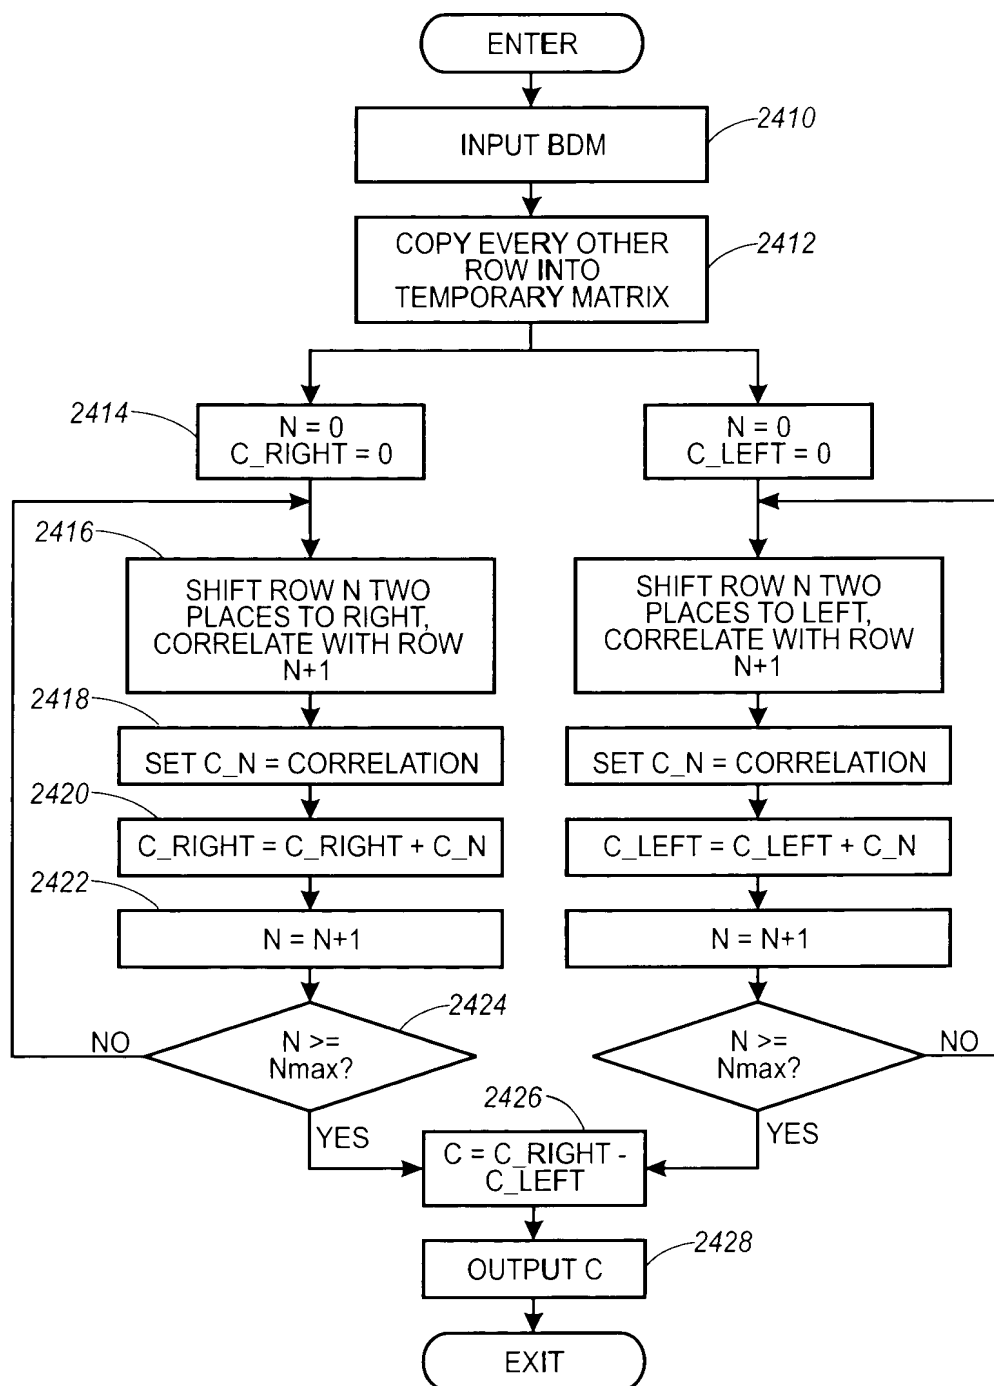 ENTER
2410
INPUT BDM
COPY EVERY OTHER
ROW INTO
TEMPORARY MATRIX
2412
2414
N = 0
C_RIGHT = 0
N = 0
C_LEFT = 0
2416
SHIFT ROW N TWO
PLACES TO RIGHT,
CORRELATE WITH ROW
N+1
SHIFT ROW N TWO
PLACES TO LEFT,
CORRELATE WITH ROW
N+1
2418
SET C_N = CORRELATION
SET C_N = CORRELATION
2420
C_RIGHT = C_RIGHT + C_N
C_LEFT = C_LEFT + C_N
2422
N = N+1
N = N+1
2424
NO
N >=
Nmax?
N >=
Nmax?
NO
YES
YES
2426
C = C_RIGHT -
C_LEFT
2428
OUTPUT C
EXIT